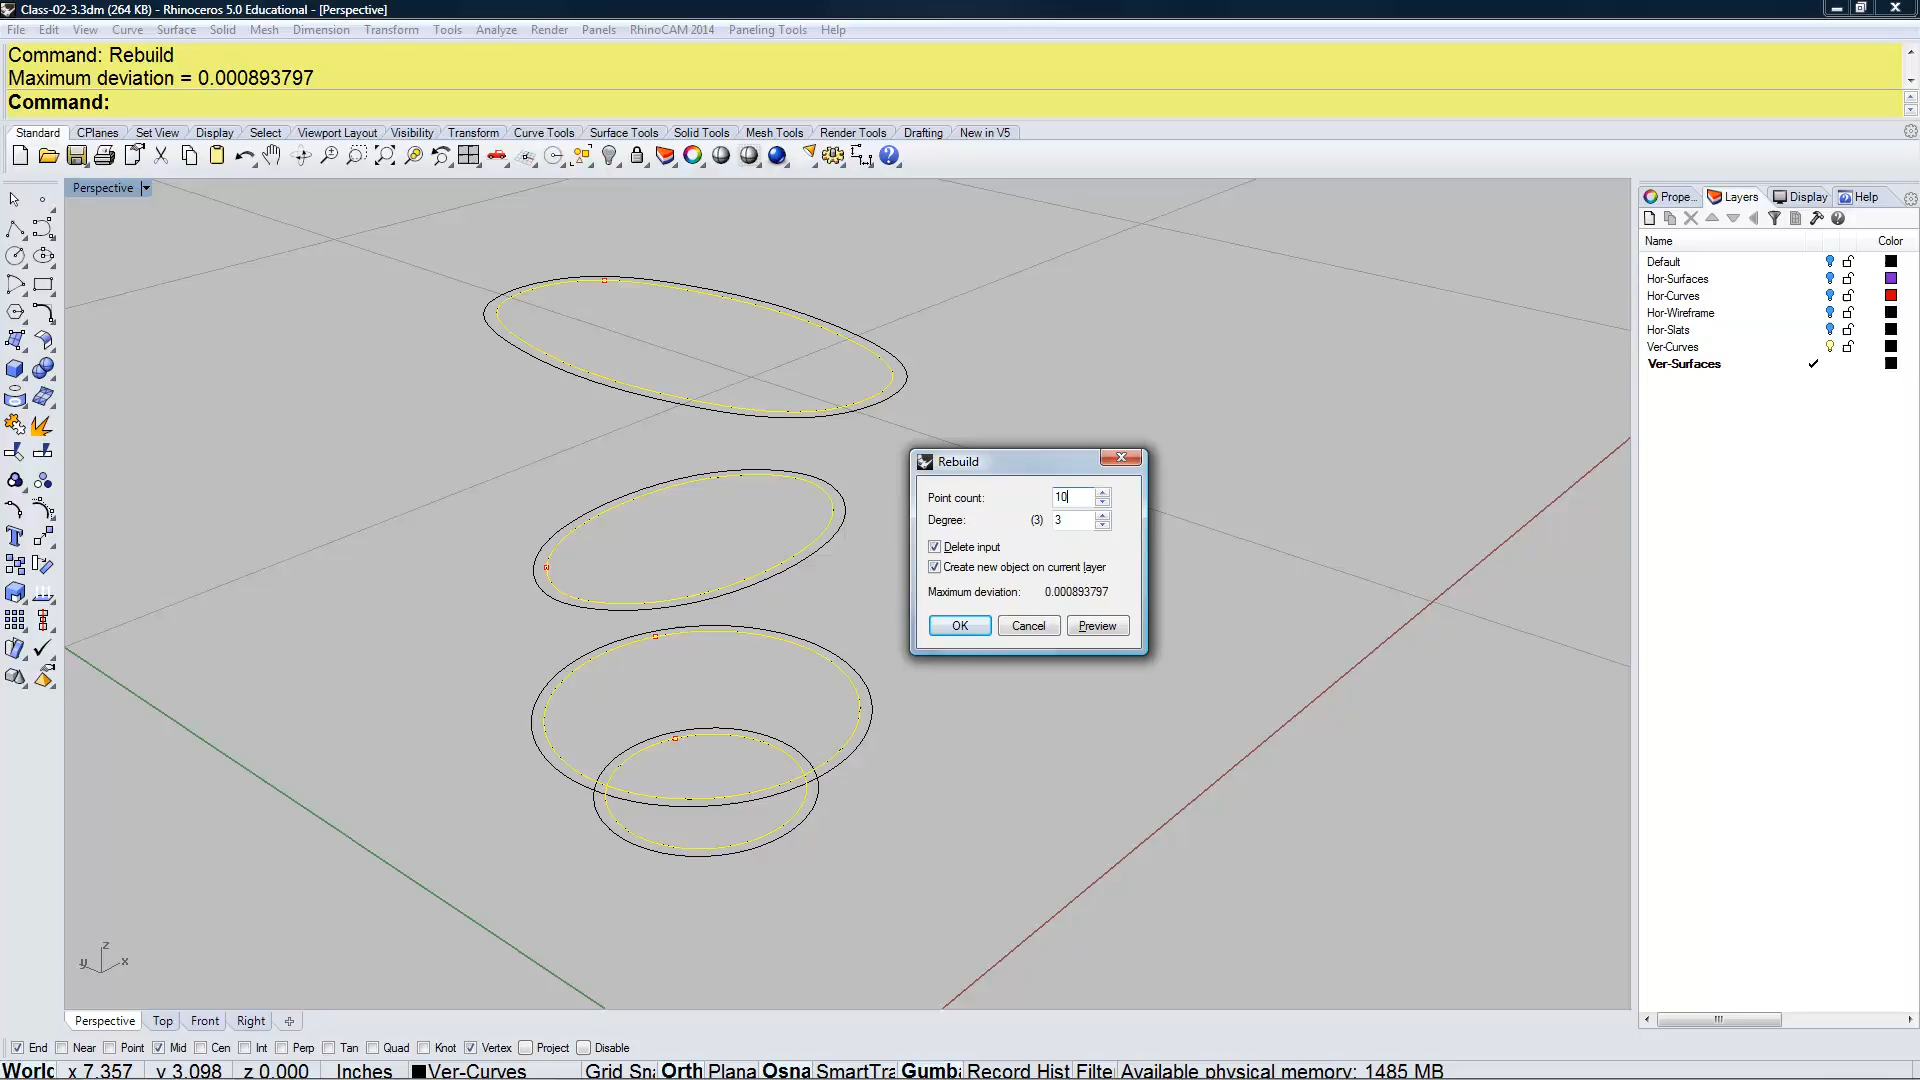 Class-02-3.3dm (264 KB) - Rhinoceros 5.0 Educational - [Perspective]
File Edit View Curve Surface Solid Mesh Dimension Transform Tools Analyze Render Panels RhinoCAM 2014 Paneling Tools Help
Command: Rebuild
Maximum deviation = 0.000893797
Command:
Standard CPlanes Set View Display Select Viewport Layout Visibility Transform Curve Tools Surface Tools Solid Tools Mesh Tools Render Tools Drafting New in V5
Perspective
Prope... Layers Display Help
Name Color
Default
Hor-Surfaces
Hor-Curves
Hor-Wireframe
Hor-Slats
Ver-Curves
Ver-Surfaces
Rebuild
Point count: 10
Degree: (3) 3
Delete input
Create new object on current layer
Maximum deviation: 0.000893797
OK Cancel Preview
z
y x
Perspective Top Front Right
End Near Point Mid Cen Int Perp Tan Quad Knot Vertex Project Disable
World x 7.357 y 3.098 z 0.000 Inches Ver-Curves Grid Sna Orth Plana Osna SmartTra Gumba Record Hist Filte Available physical memory: 1485 MB